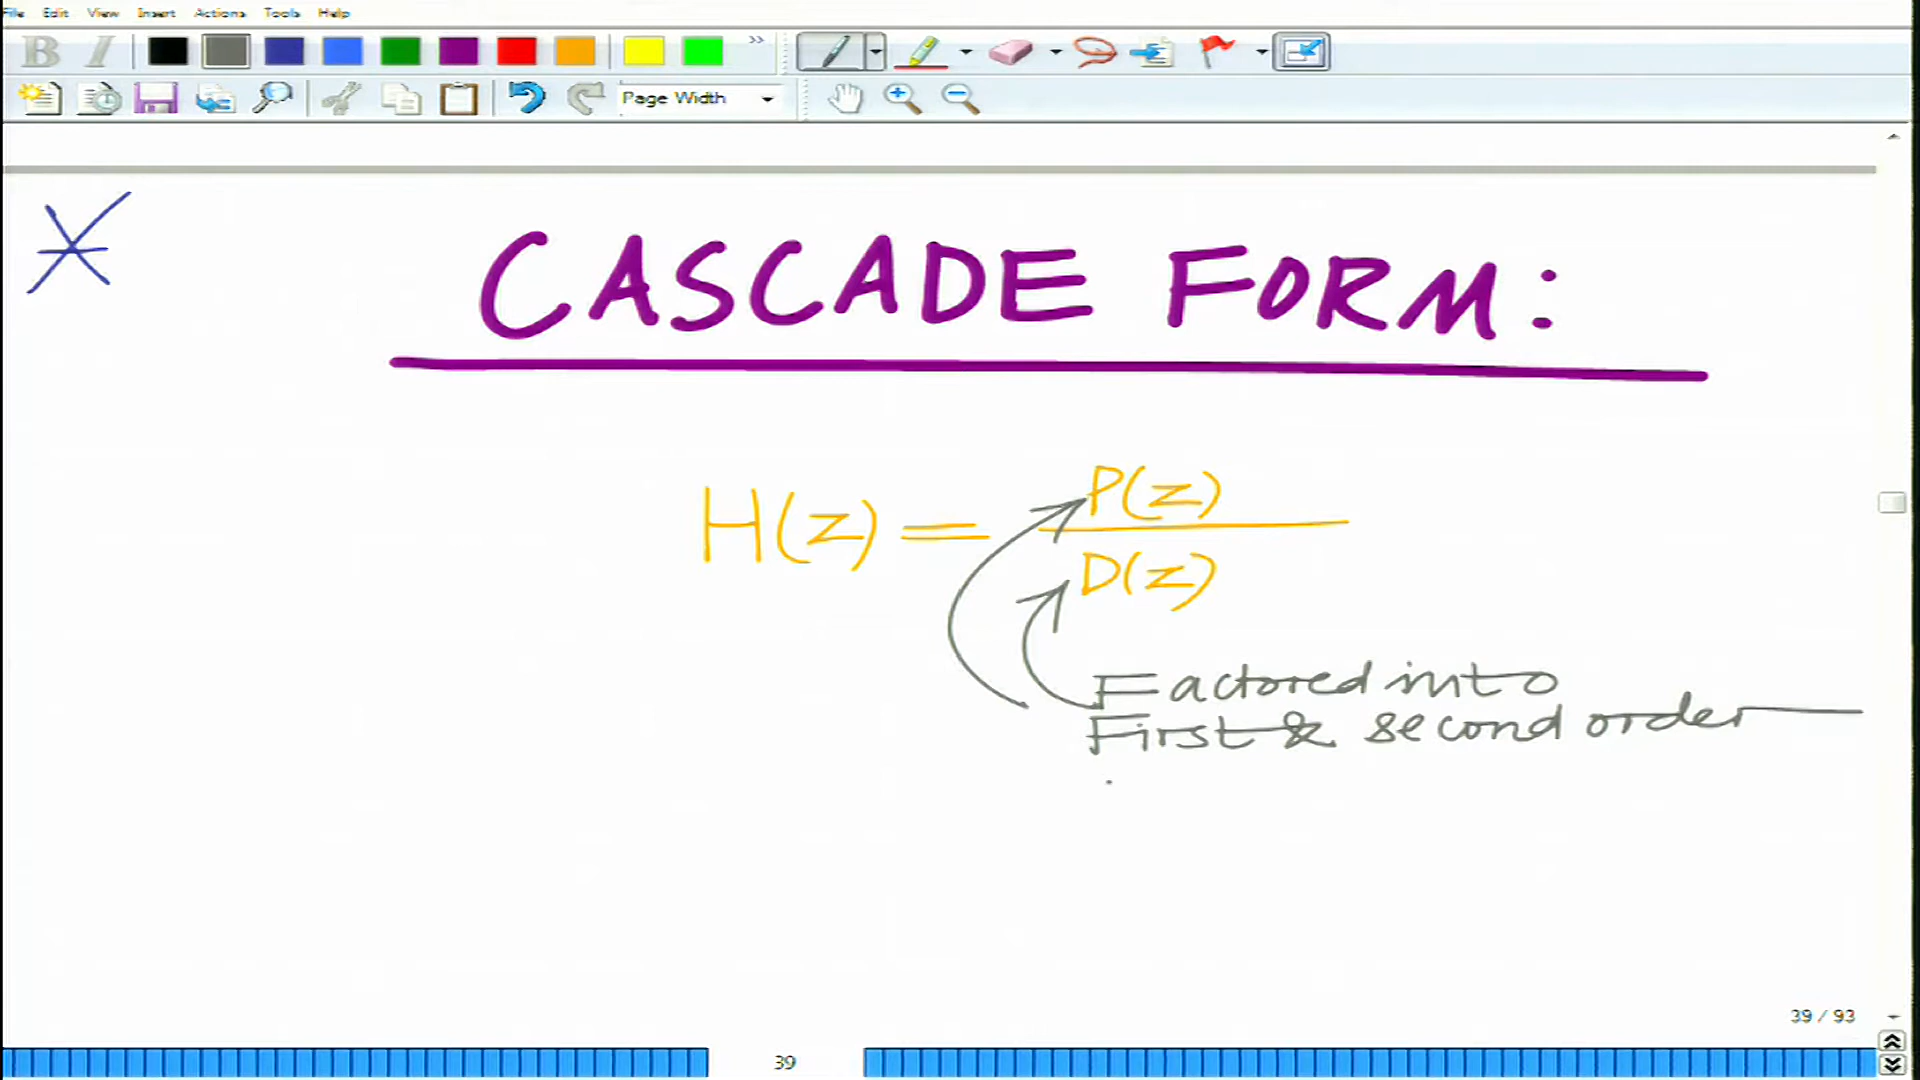 File Edit View Insert Actions Tools Help
B I
Page Width
CASCADE FORM:
H(z) = P(z)
D(z)
Factored into
First & second order
39 / 93
39